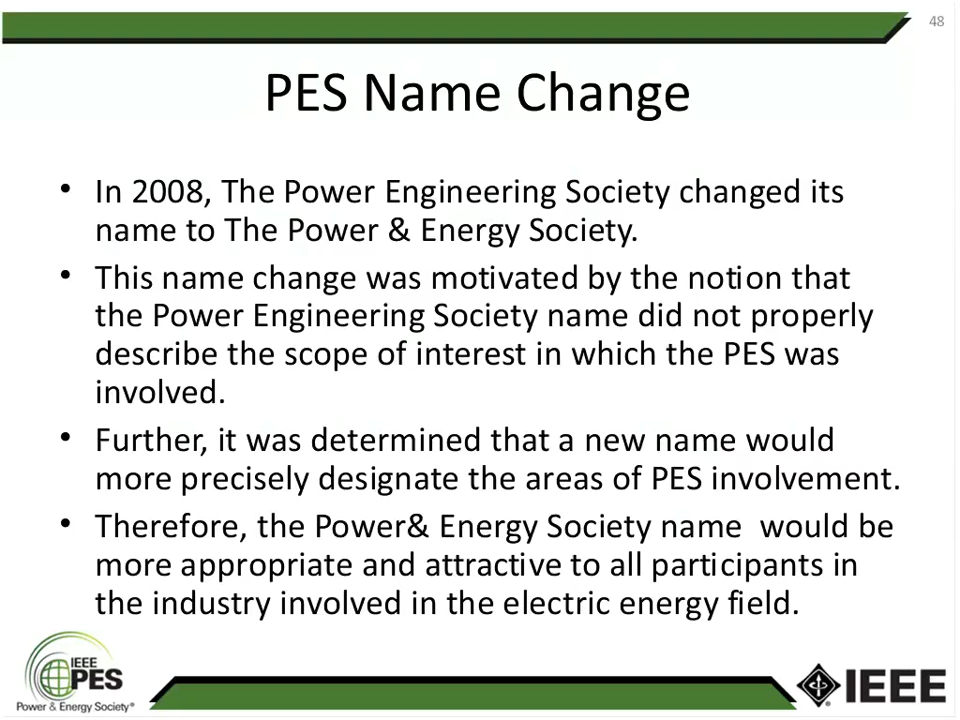 48
PES Name Change
• In 2008, The Power Engineering Society changed its
name to The Power & Energy Society.
• This name change was motivated by the notion that
the Power Engineering Society name did not properly
describe the scope of interest in which the PES was
involved.
• Further, it was determined that a new name would
more precisely designate the areas of PES involvement.
• Therefore, the Power& Energy Society name  would be
more appropriate and attractive to all participants in
the industry involved in the electric energy field.
IEEE
PES
Power & Energy Society®
IEEE